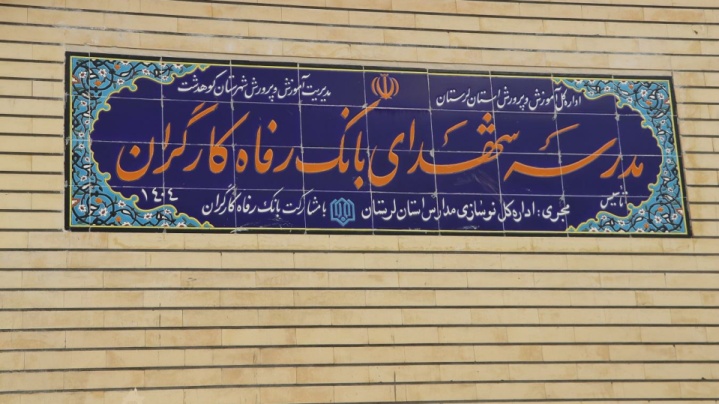 اداره کل آموزش و پرورش استان لرستان مدیریت آموزش و پرورش شهرستان کوهدشت
مدرسه شهدای بانک رفاه کارگران
تاسیس ۱۴۰۴
مجری: اداره کل نوسازی مدارس استان لرستان با مشارکت بانک رفاه کارگران